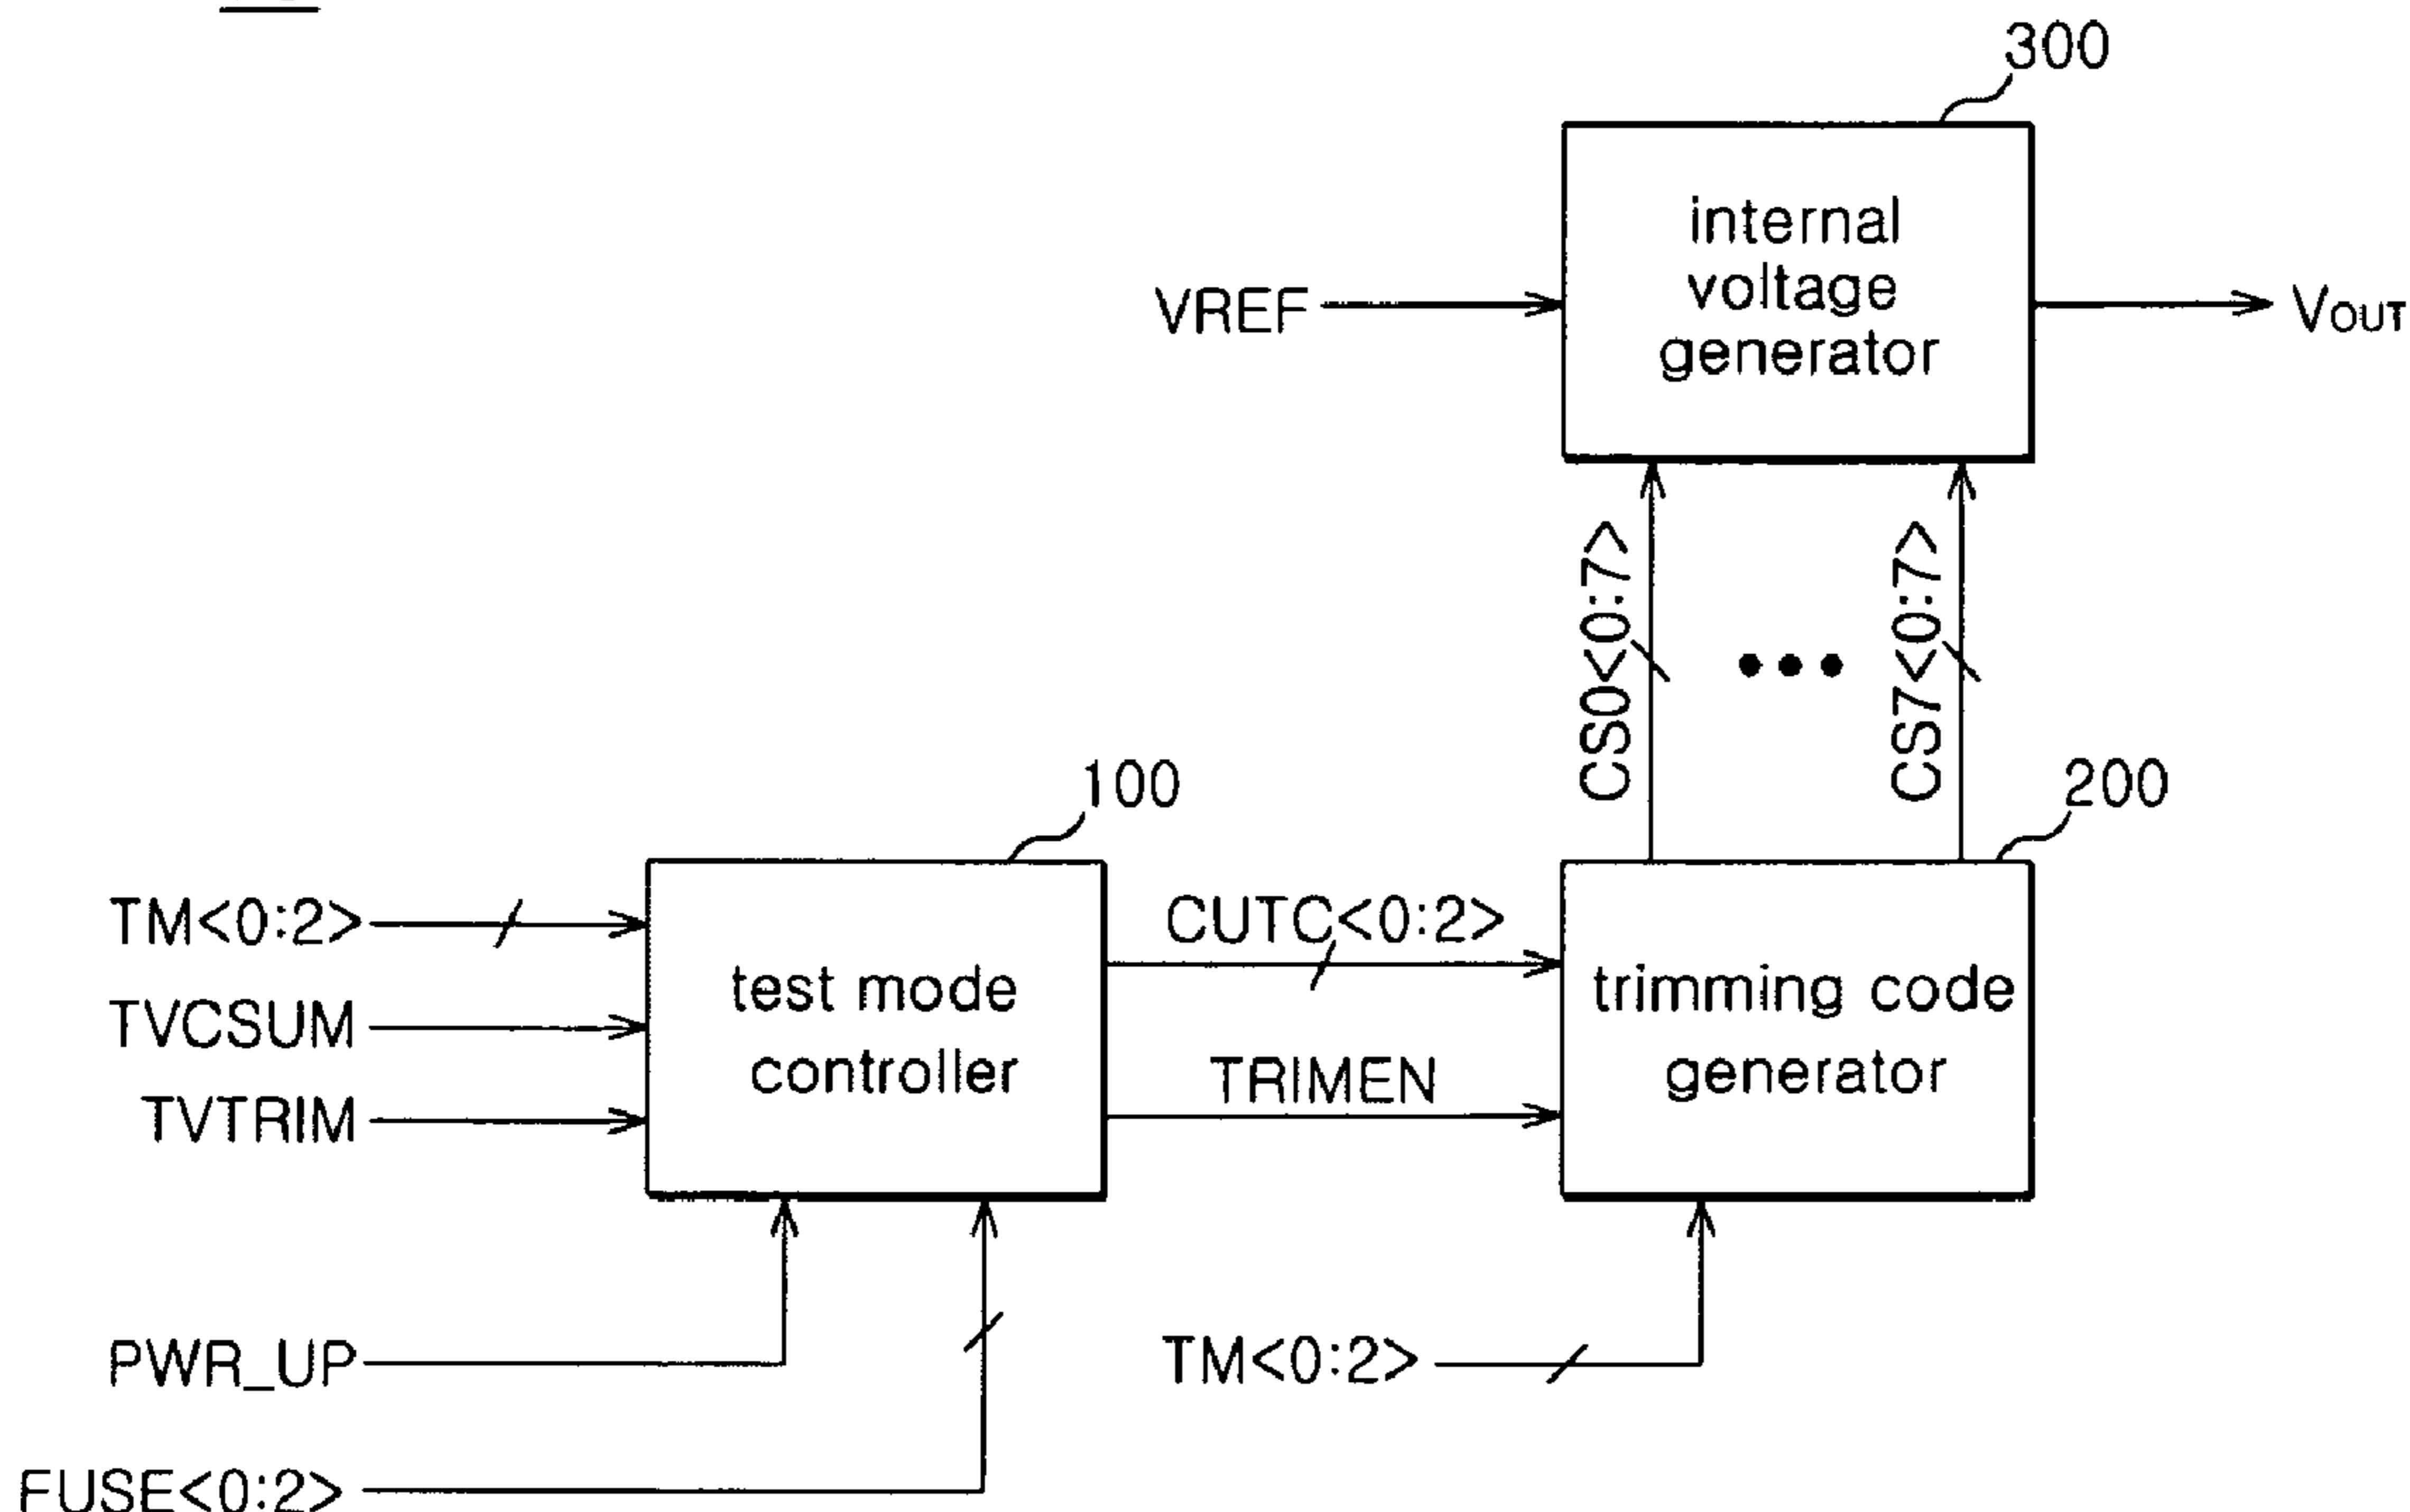 300
internal
voltage
generator
VREF
VOUT
CS0<0:7>
CS7<0:7>
100
200
TM<0:2>
TVCSUM
TVTRIM
test mode
controller
CUTC<0:2>
TRIMEN
trimming code
generator
PWR_UP
TM<0:2>
FUSE<0:2>